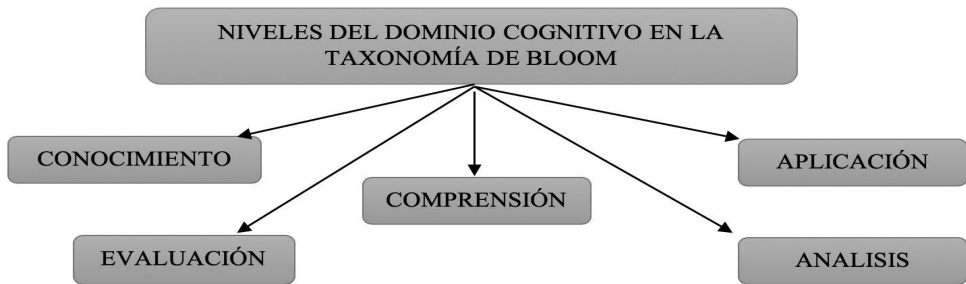 NIVELES DEL DOMINIO COGNITIVO EN LA
TAXONOMÍA DE BLOOM
CONOCIMIENTO
APLICACIÓN
COMPRENSIÓN
EVALUACIÓN
ANALISIS